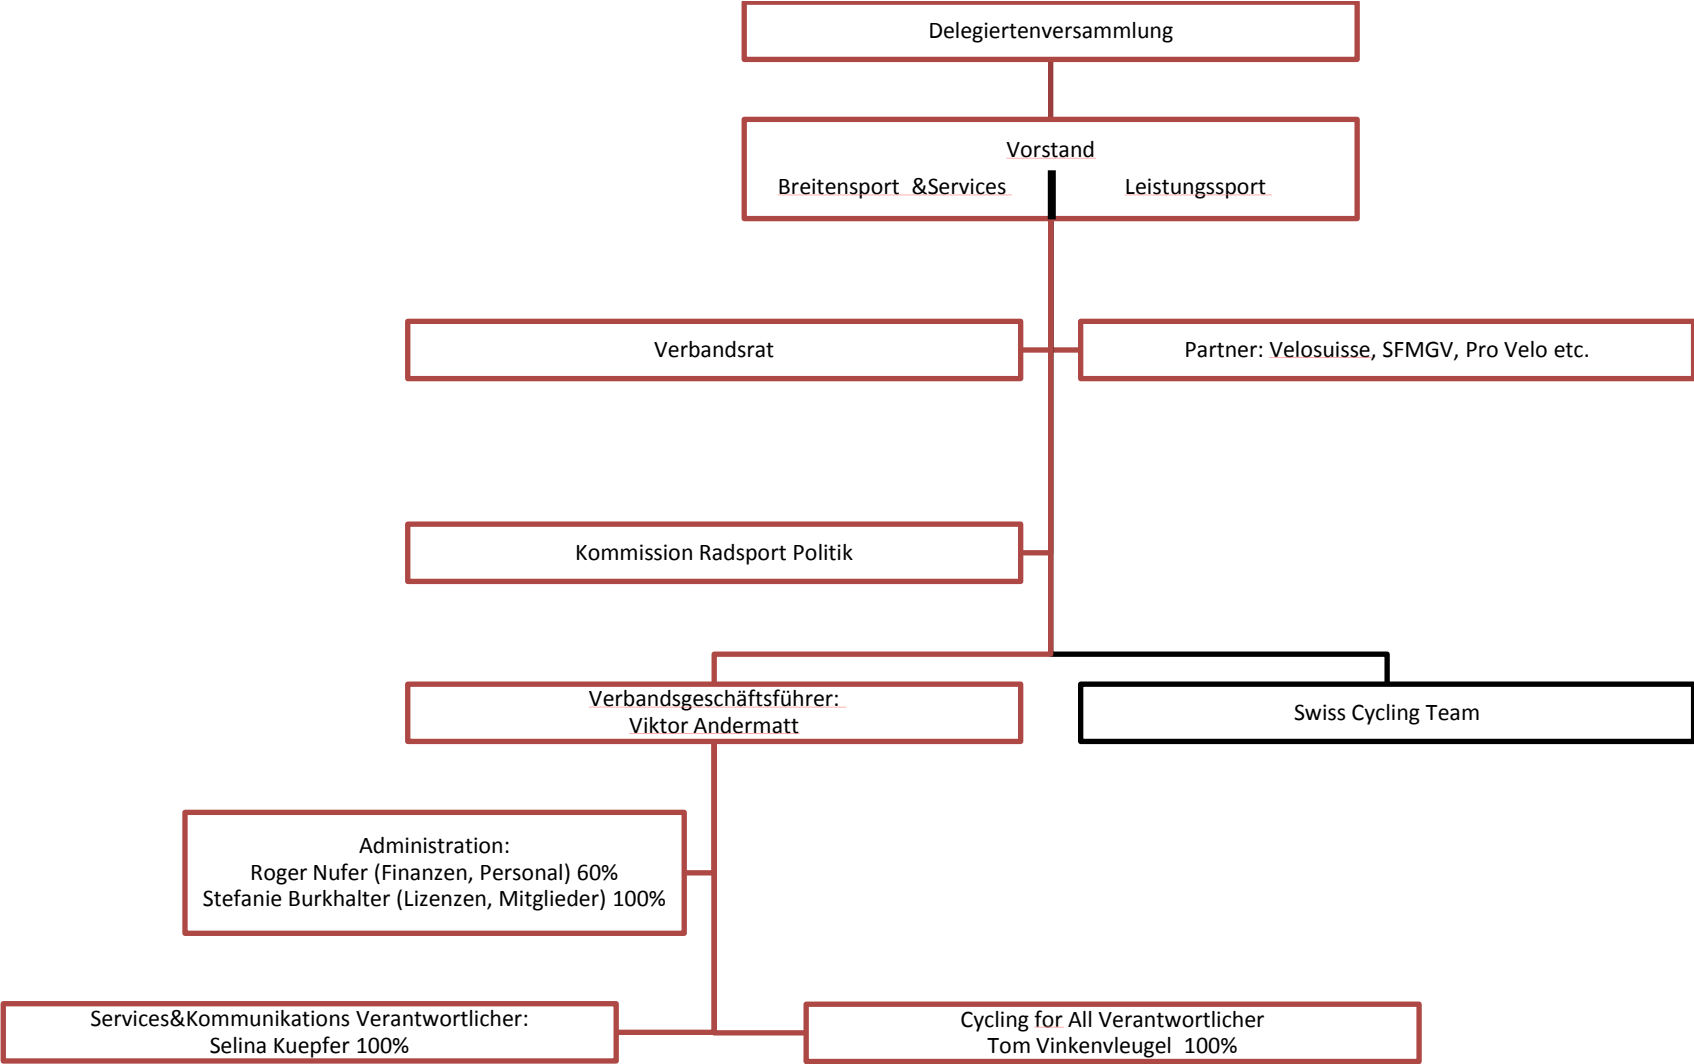 Delegiertenversammlung
Vorstand
Breitensport &Services Leistungssport
Verbandsrat
Partner: Velosuisse, SFMGV, Pro Velo etc.
Kommission Radsport Politik
Verbandsgeschäftsführer:
Viktor Andermatt
Swiss Cycling Team
Administration:
Roger Nufer (Finanzen, Personal) 60%
Stefanie Burkhalter (Lizenzen, Mitglieder) 100%
Services&Kommunikations Verantwortlicher:
Selina Kuepfer 100%
Cycling for All Verantwortlicher
Tom Vinkenvleugel 100%